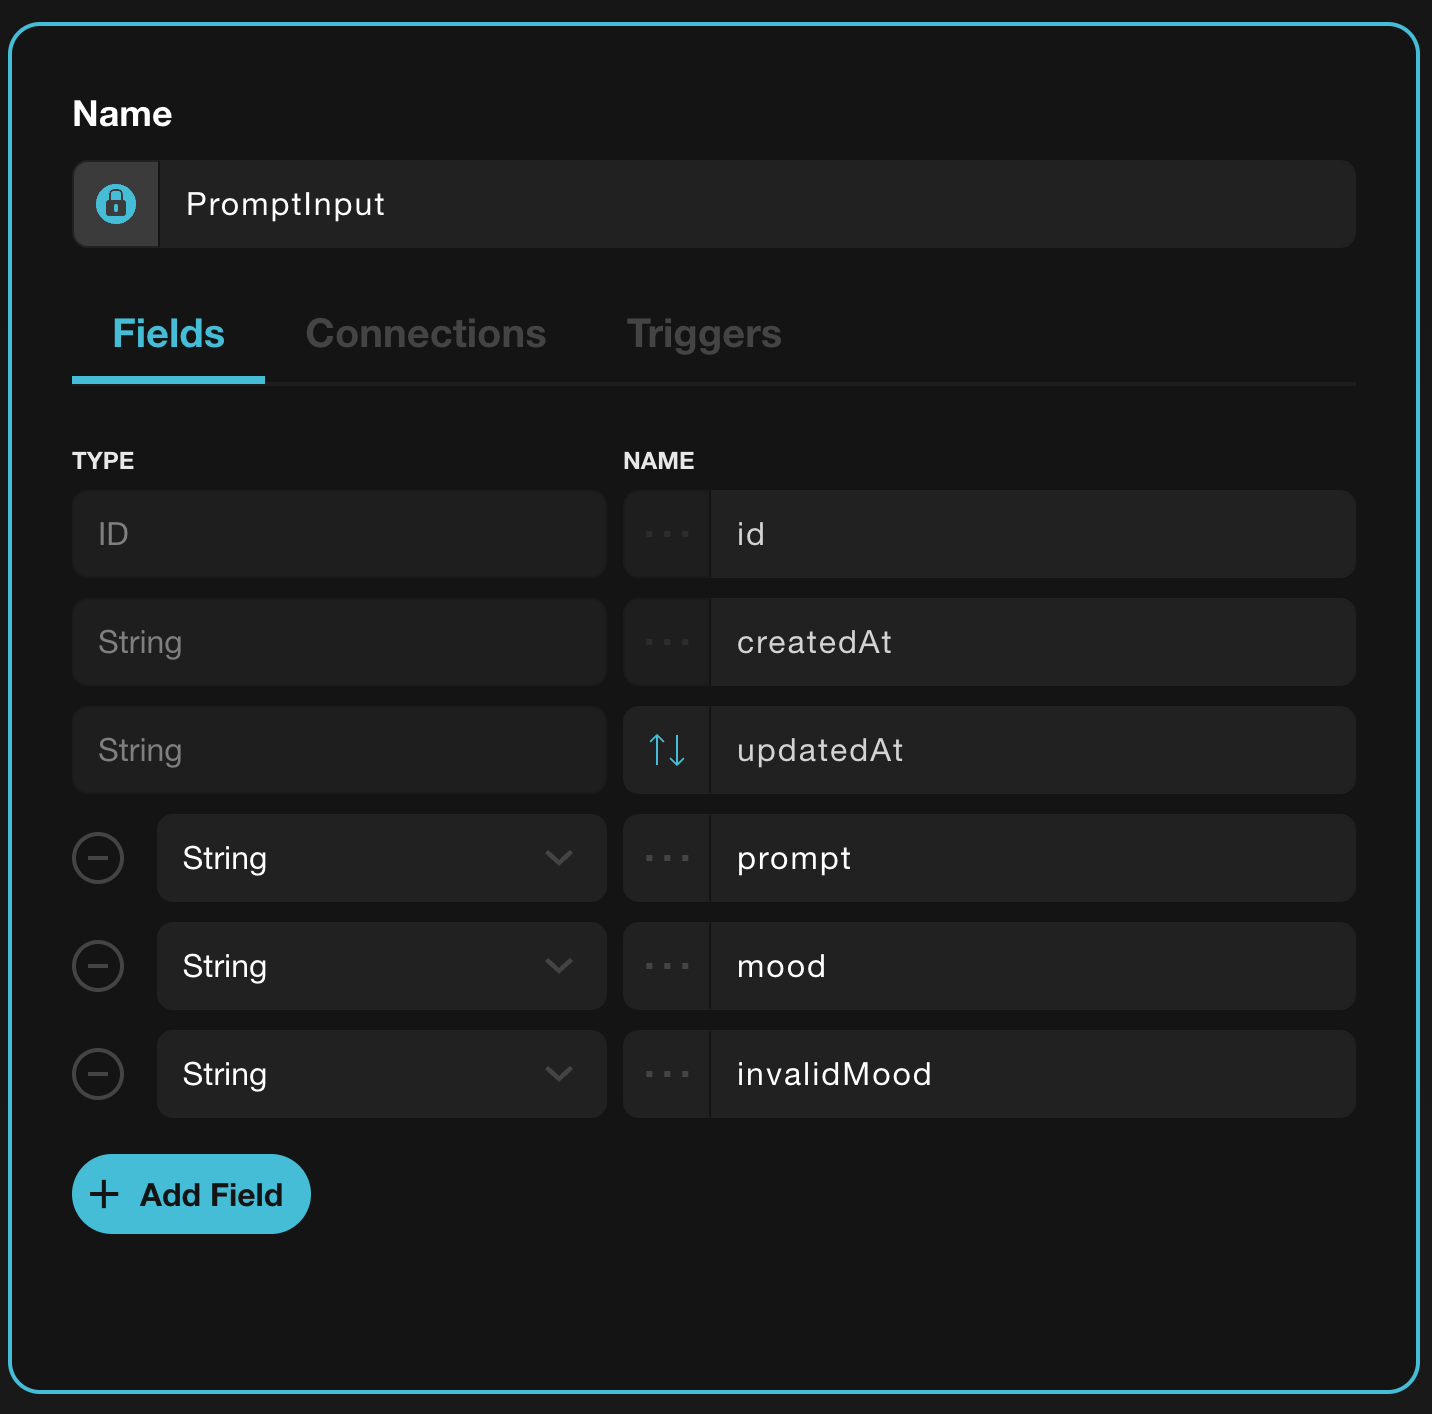 Name
PromptInput
Fields Connections Triggers
TYPE NAME
ID id
String createdAt
String updatedAt
String prompt
String mood
String invalidMood
Add Field